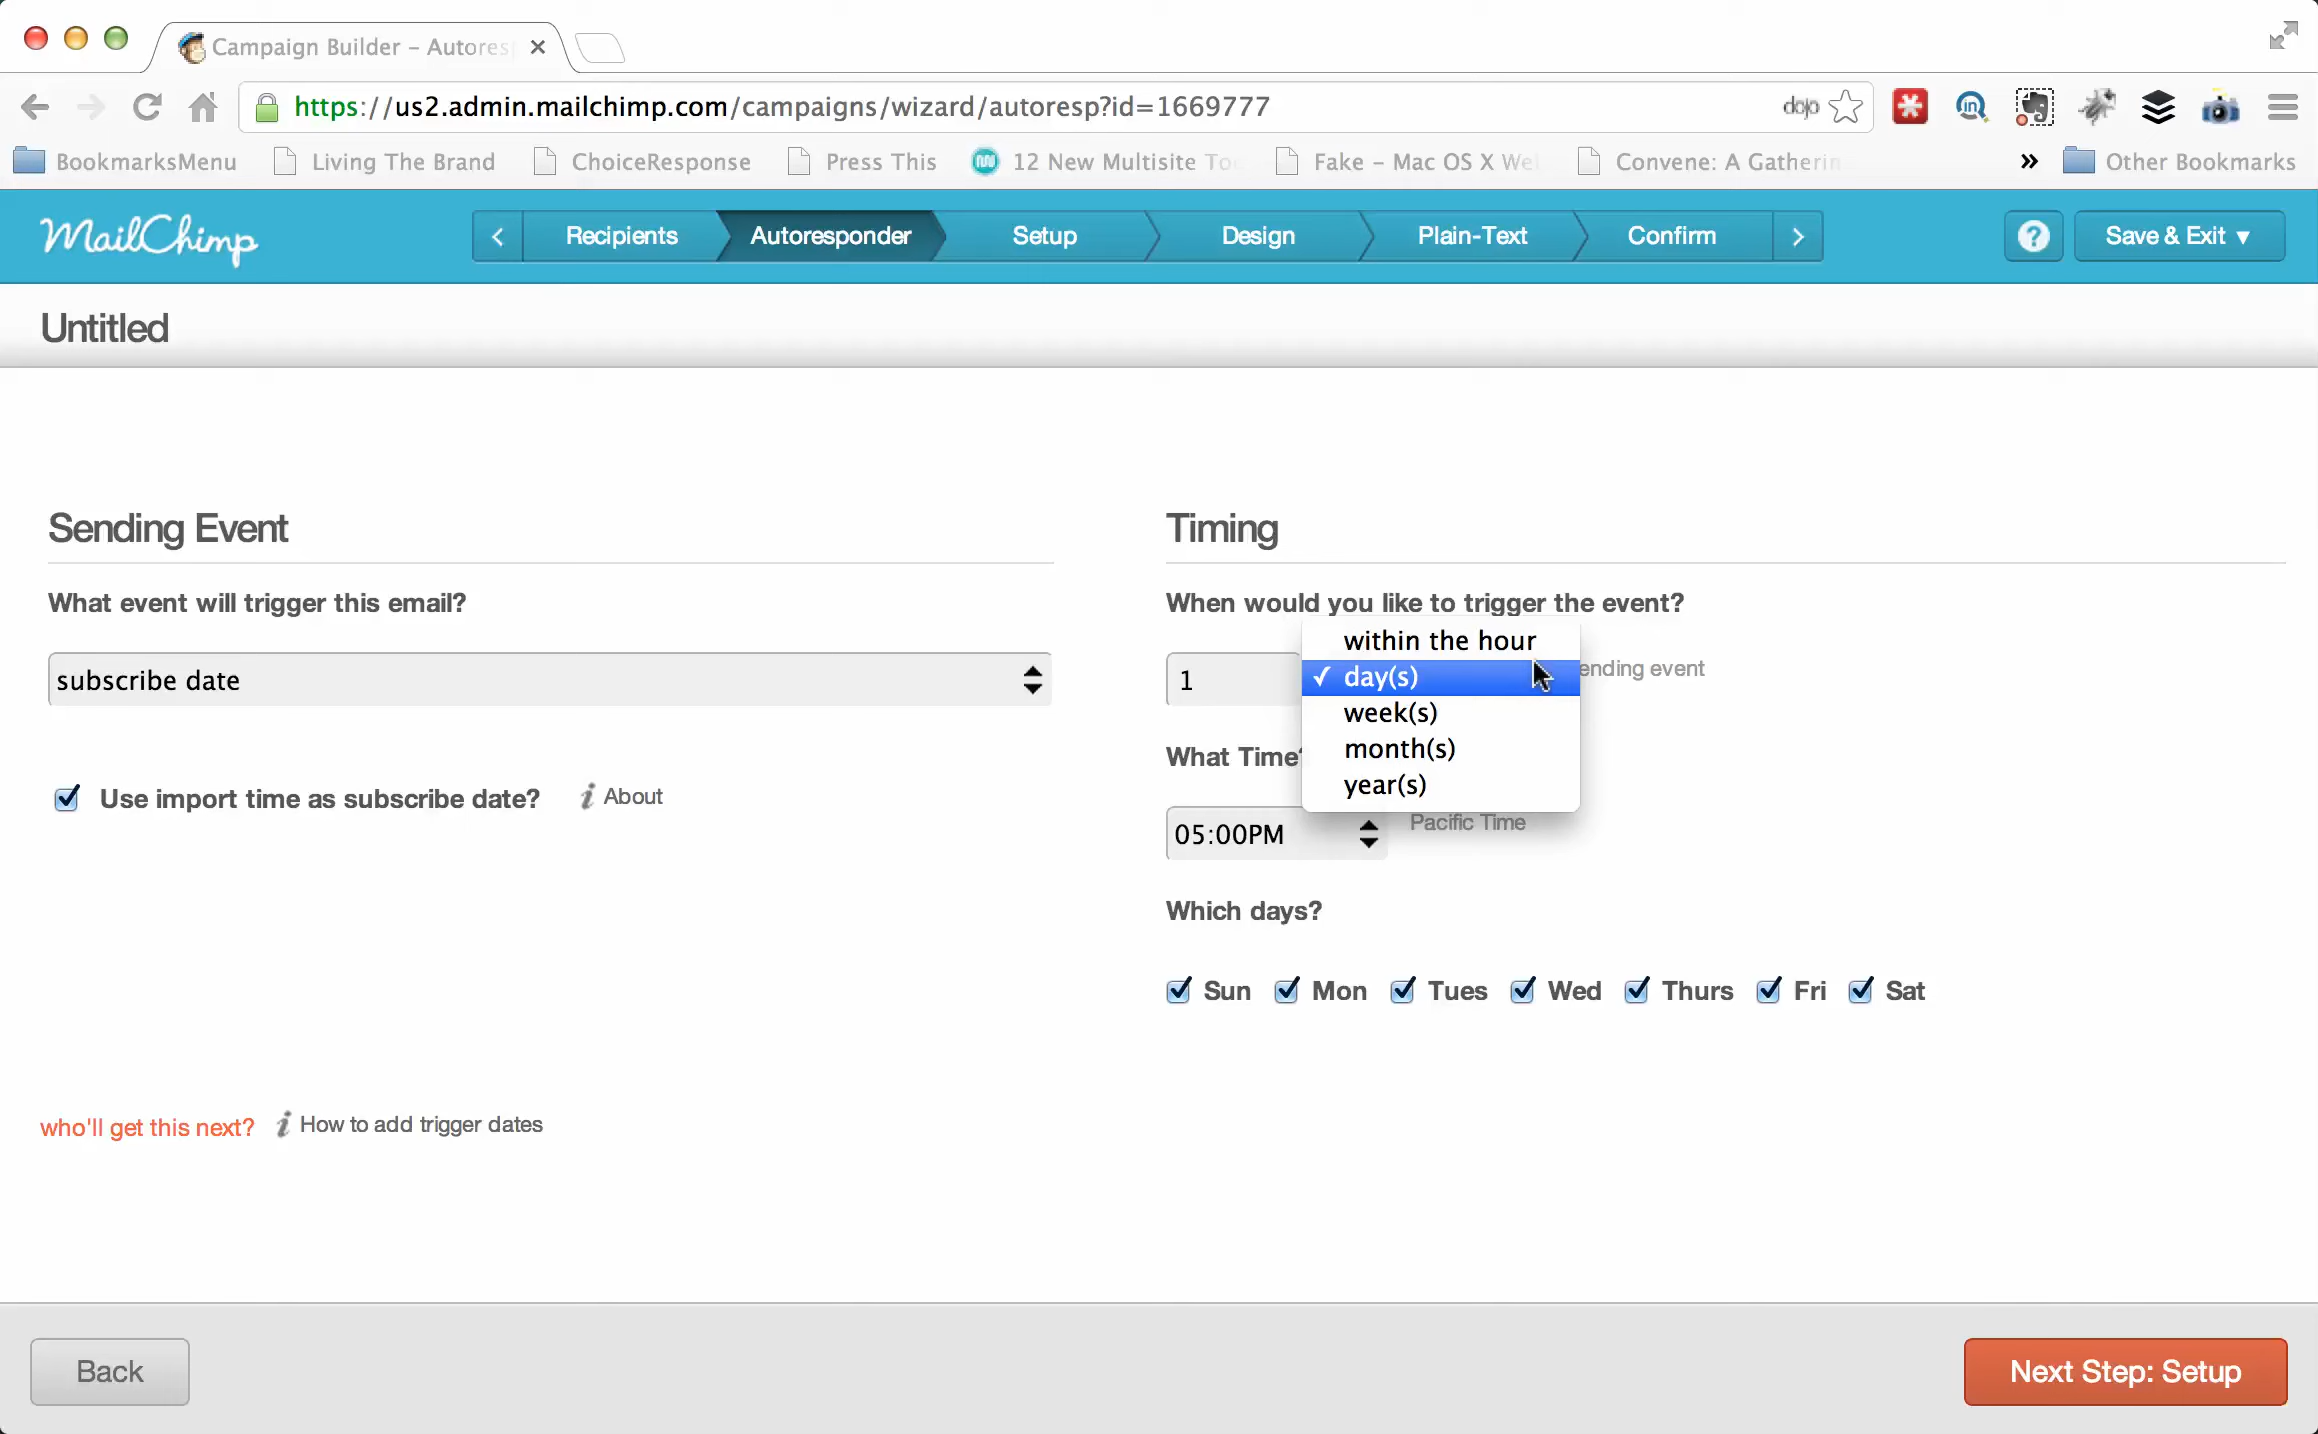 Campaign Builder – Autores
https://us2.admin.mailchimp.com/campaigns/wizard/autoresp?id=1669777
dojo
BookmarksMenu Living The Brand ChoiceResponse Press This 12 New Multisite To Fake – Mac OS X We Convene: A Gatherin » Other Bookmarks
MailChimp Recipients Autoresponder Setup Design Plain-Text Confirm ? Save & Exit ▼
Untitled
Sending Event
What event will trigger this email?
subscribe date
Use import time as subscribe date? i About
who'll get this next? i How to add trigger dates
Timing
When would you like to trigger the event?
1
within the hour
✓ day(s)
week(s)
month(s)
year(s)
ending event
What Time?
05:00PM Pacific Time
Which days?
Sun Mon Tues Wed Thurs Fri Sat
Back Next Step: Setup